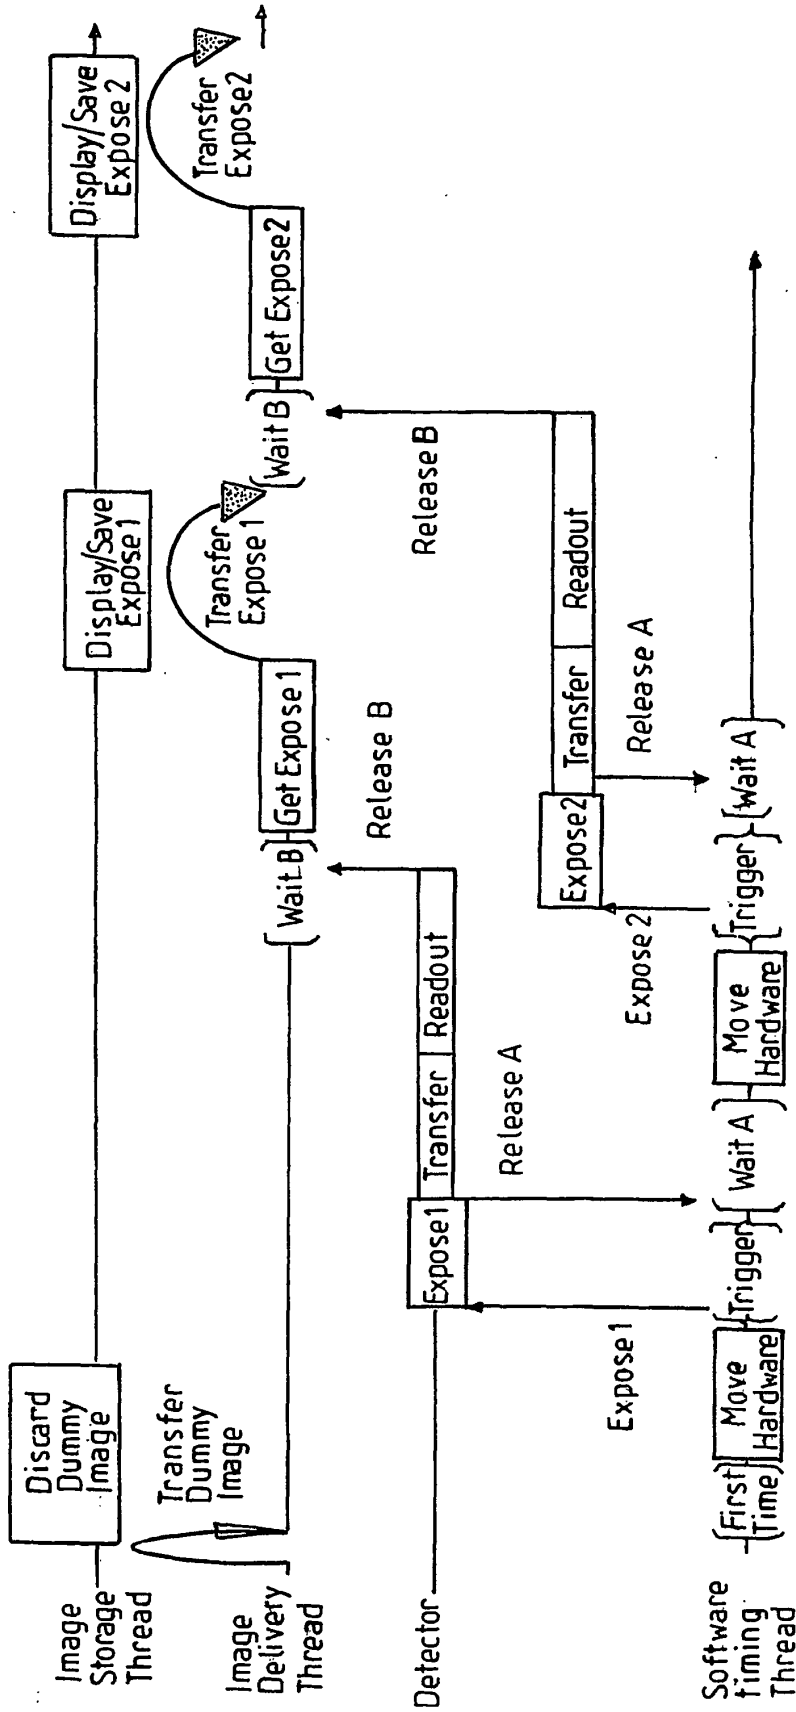 Image
Storage
Thread
Discard
Dummy
Image
Display/Save
Expose1
Display/Save
Expose 2
Image
Delivery
Thread
Transfer
Dummy
Image
Wait B
Get Expose1
Transfer
Expose1
Wait B
Get Expose2
Transfer
Expose2
Release B
Release B
Detector
Expose1
Transfer
Readout
Expose2
Transfer
Readout
Expose1
Release A
Expose 2
Release A
Software
timing
Thread
First
Time
Move
Hardware
Trigger
Wait A
Move
Hardware
Trigger
Wait A